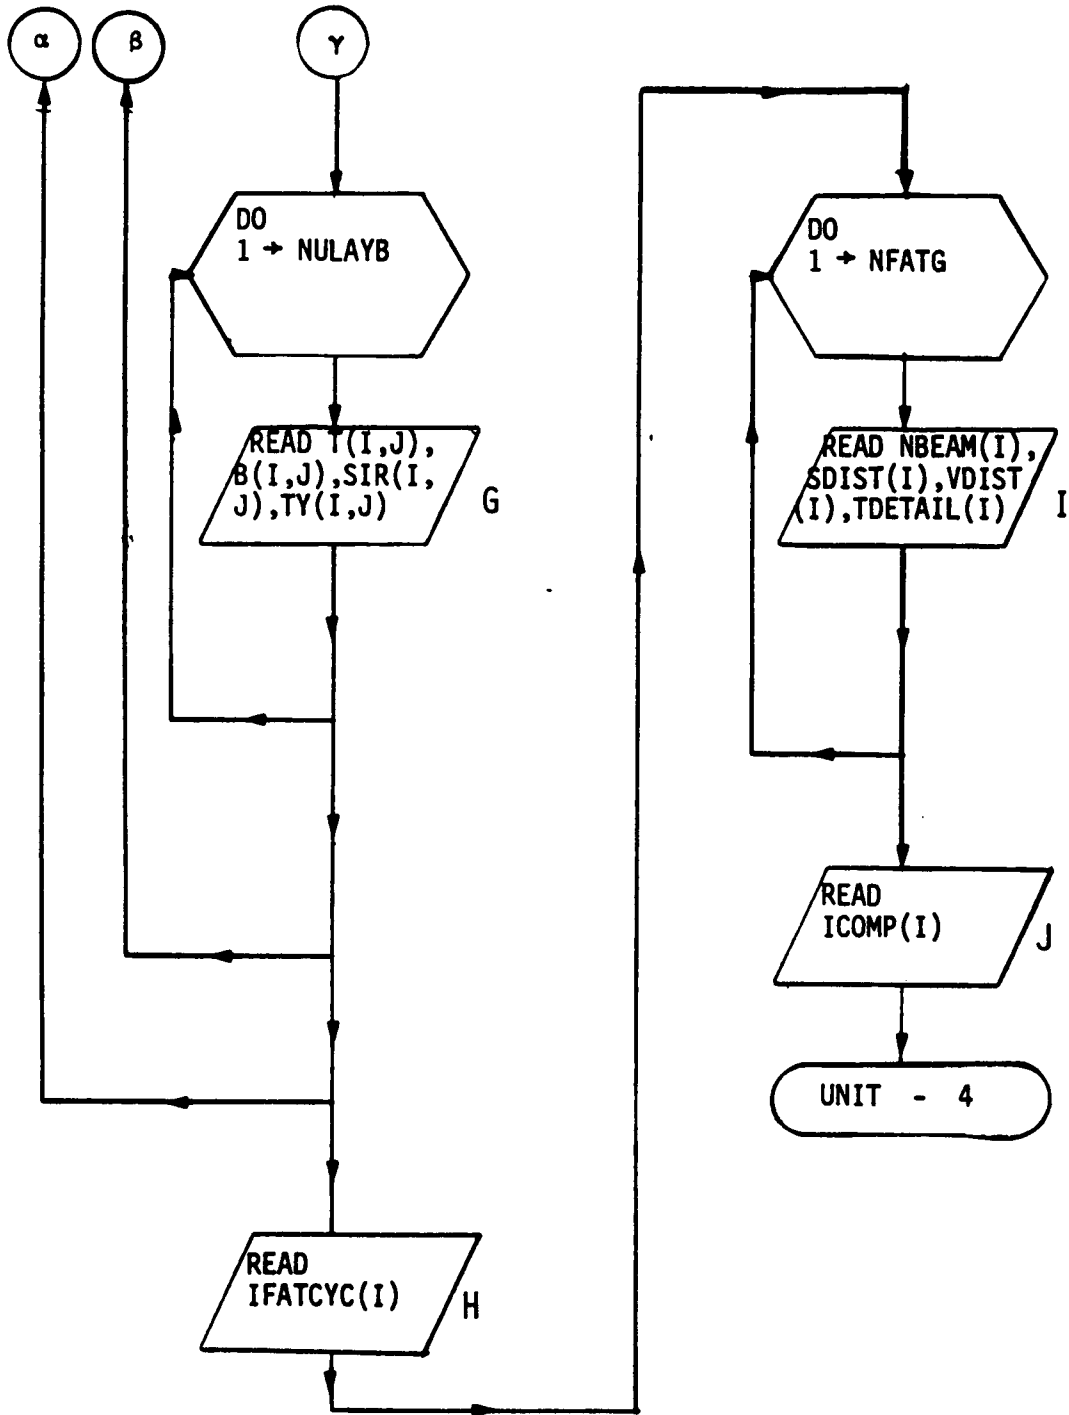 α β γ
DO
1 → NULAYB
READ T(I,J),
B(I,J),SIR(I,
J),TY(I,J)
G
READ
IFATCYC(I)
H
DO
1 → NFATG
READ NBEAM(I),
SDIST(I),VDIST
(I),TDETAIL(I)
I
READ
ICOMP(I)
J
UNIT - 4